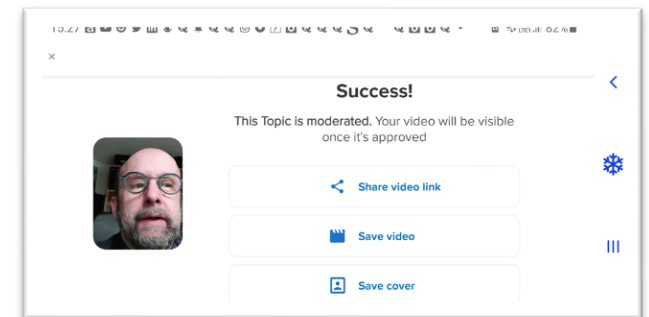 ×
Success!
This Topic is moderated. Your video will be visible
once it's approved
Share video link
Save video
Save cover